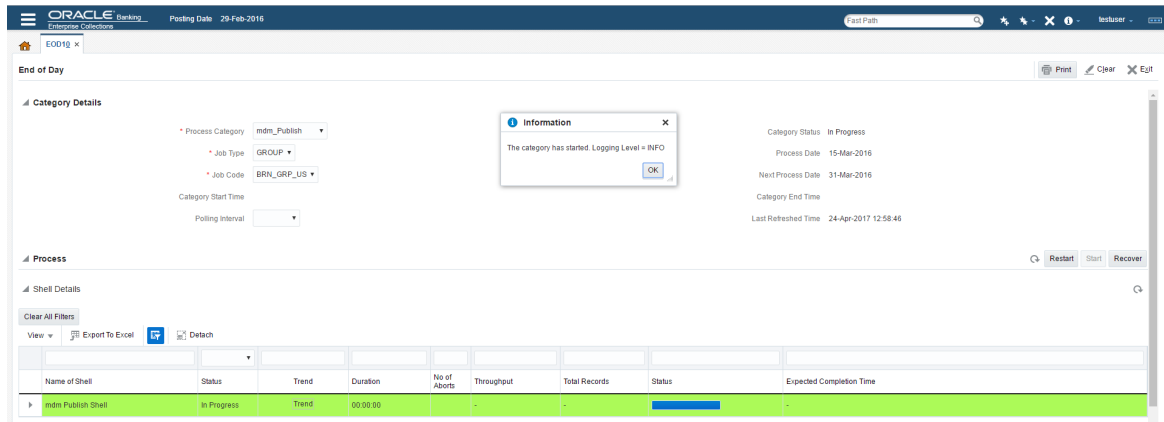 ORACLE Banking Posting Date 29-Feb-2016 Fast Path testuser
Enterprise Collections
EOD10 ×
End of Day Print Clear Exit
Category Details
Information
The category has started. Logging Level = INFO
OK
* Process Category mdm_Publish Category Status In Progress
* Job Type GROUP Process Date 15-Mar-2016
* Job Code BRN_GRP_US Next Process Date 31-Mar-2016
Category Start Time Category End Time
Polling Interval Last Refreshed Time 24-Apr-2017 12:58:46
Process Restart Start Recover
Shell Details
Clear All Filters
View Export To Excel Detach
Name of Shell Status Trend Duration No of Aborts Throughput Total Records Status Expected Completion Time
mdm Publish Shell In Progress Trend 00:00:00 - - -